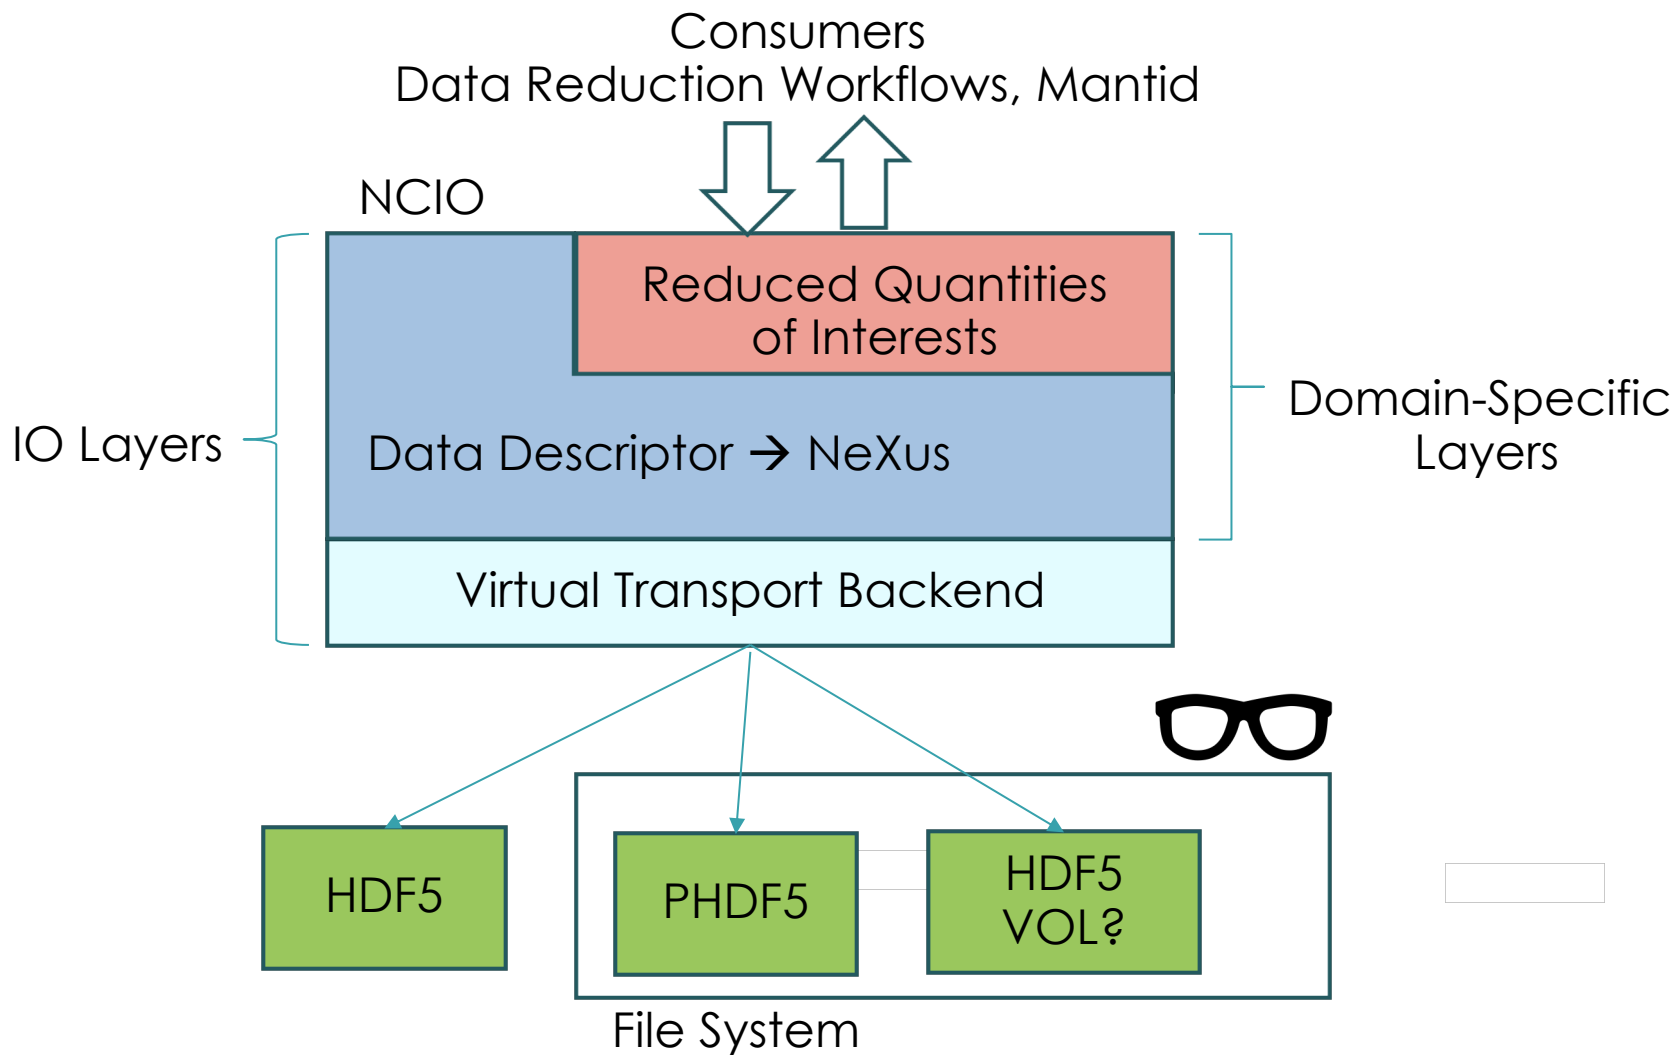 Consumers
Data Reduction Workflows, Mantid
NCIO
Reduced Quantities
of Interests
IO Layers
Data Descriptor → NeXus
Domain-Specific
Layers
Virtual Transport Backend
HDF5
PHDF5
HDF5
VOL?
File System